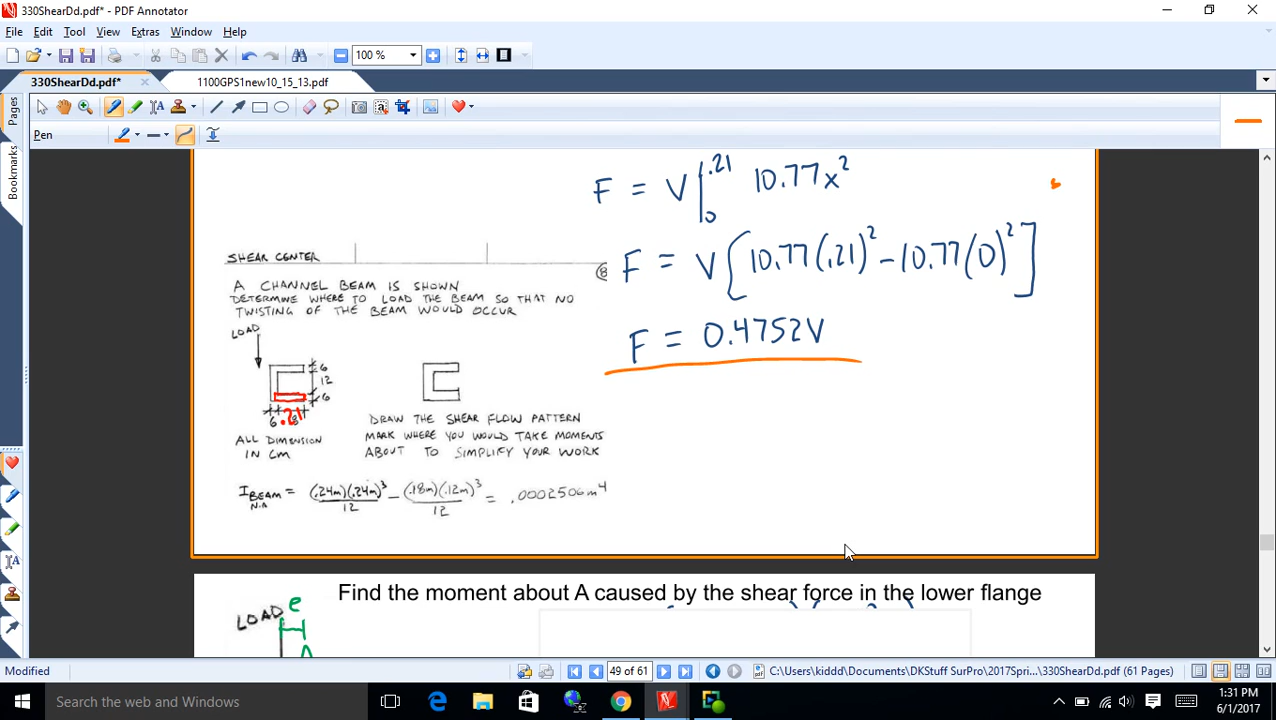 330ShearDd.pdf* - PDF Annotator
File Edit Tool Extras Window Help
100 %
330ShearDd.pdf*
1100GPS1new10_15_13.pdf
Pen
Pages
Bookmarks
F = V |₀^.21 10.77x²
F = V[10.77(.21)² - 10.77(0)²]
F = 0.4752V
SHEAR CENTER
A CHANNEL BEAM IS SHOWN
DETERMINE WHERE TO LOAD THE BEAM SO THAT NO
TWISTING OF THE BEAM WOULD OCCUR
LOAD
6
12
6
6 .21
ALL DIMENSION
IN CM
DRAW THE SHEAR FLOW PATTERN
MARK WHERE YOU WOULD TAKE MOMENTS
ABOUT TO SIMPLIFY YOUR WORK
I BEAM N.A = (.24m)(.24m)³/12 - (.18m)(.12m)³/12 = .0002506m⁴
Find the moment about A caused by the shear force in the lower flange
e
LOAD
Modified
49 of 61
C:\Users\kiddd\Documents\DKStuff SurPro\2017Spri...\330ShearDd.pdf (61 Pages)
Search the web and Windows
1:31 PM
6/1/2017